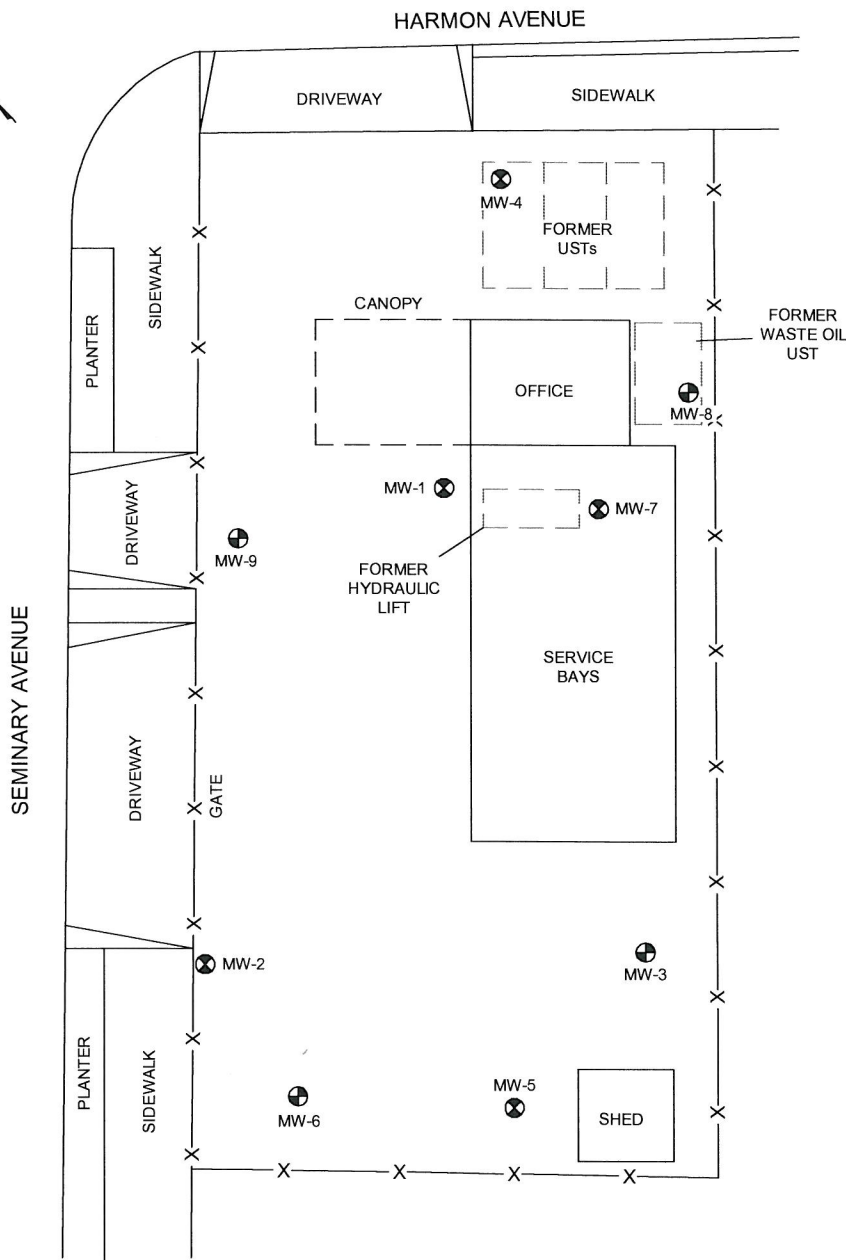 HARMON AVENUE
DRIVEWAY
SIDEWALK
MW-4
FORMER
USTs
SIDEWALK
PLANTER
CANOPY
FORMER
WASTE OIL
UST
OFFICE
MW-8
MW-1
MW-7
DRIVEWAY
MW-9
FORMER
HYDRAULIC
LIFT
SEMINARY AVENUE
SERVICE
BAYS
DRIVEWAY
GATE
MW-2
MW-3
PLANTER
SIDEWALK
MW-6
MW-5
SHED